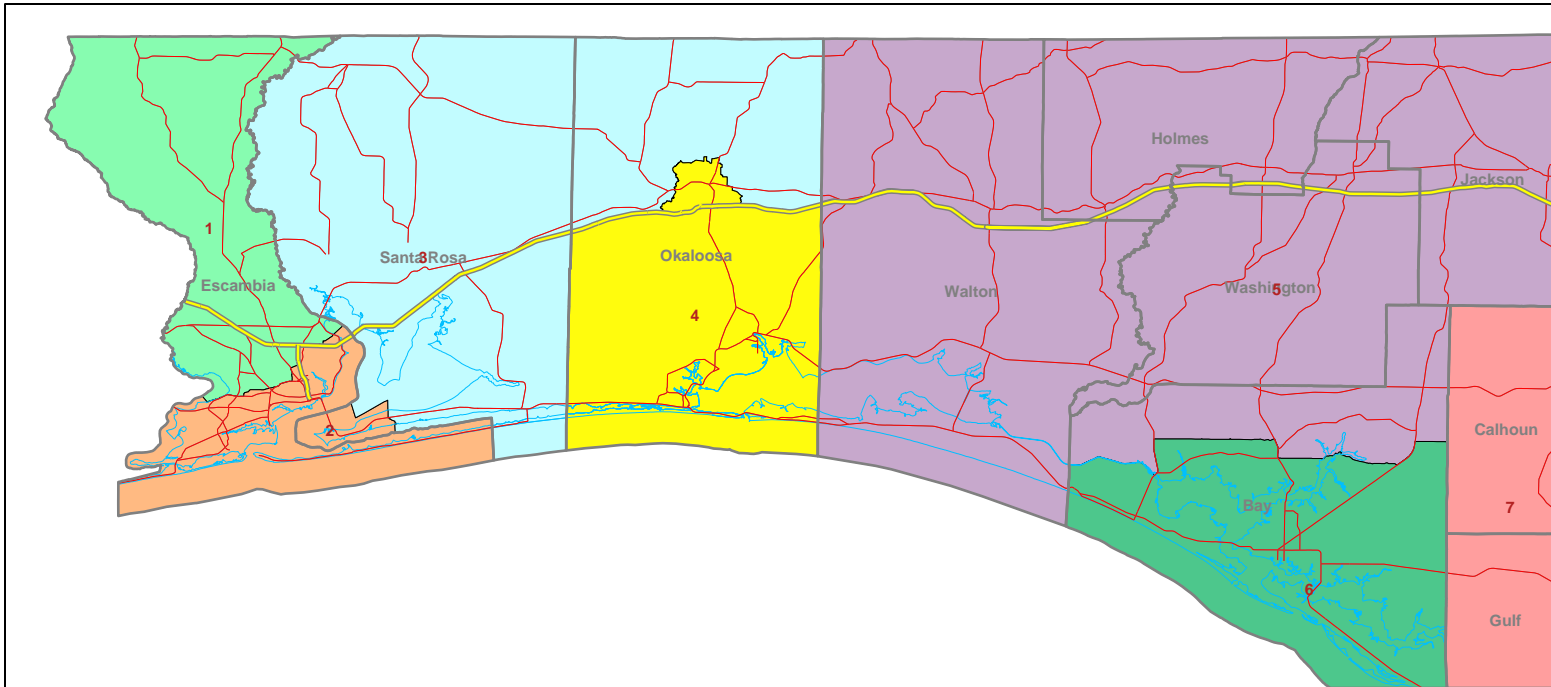 Holmes
Jackson
1
Santa Rosa
3
Okaloosa
Escambia
Walton
Washington
5
4
Calhoun
2
Bay
7
6
Gulf